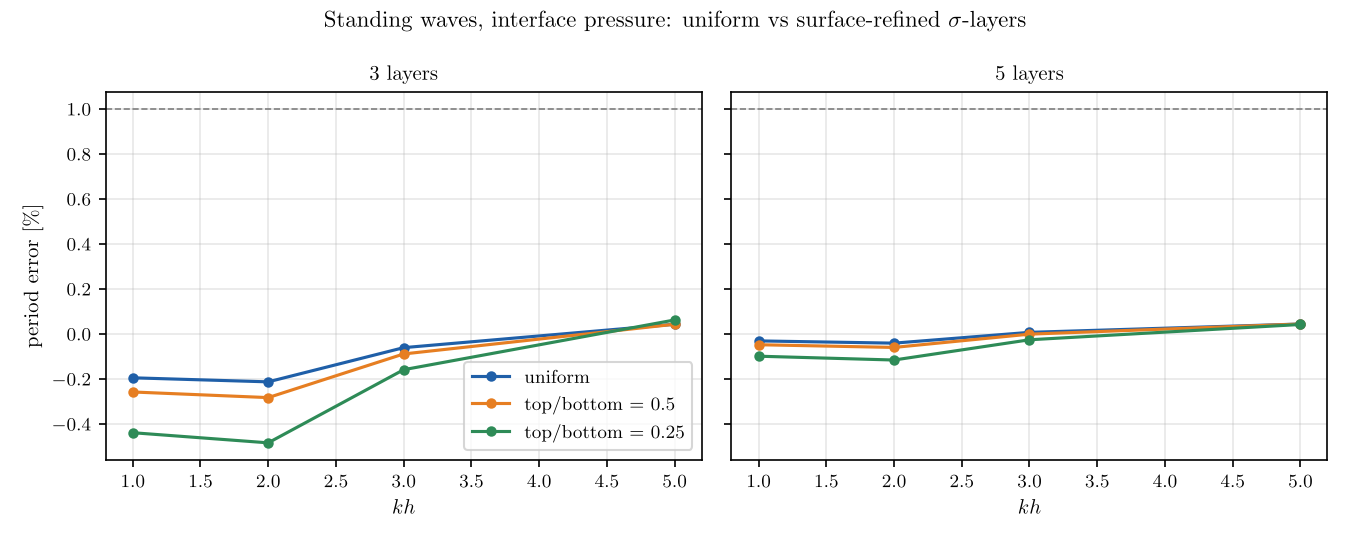 Standing waves, interface pressure: uniform vs surface-refined σ-layers
3 layers
5 layers
period error [%]
1.0
0.8
0.6
0.4
0.2
0.0
−0.2
−0.4
uniform
top/bottom = 0.5
top/bottom = 0.25
1.0 1.5 2.0 2.5 3.0 3.5 4.0 4.5 5.0
1.0 1.5 2.0 2.5 3.0 3.5 4.0 4.5 5.0
kh
kh